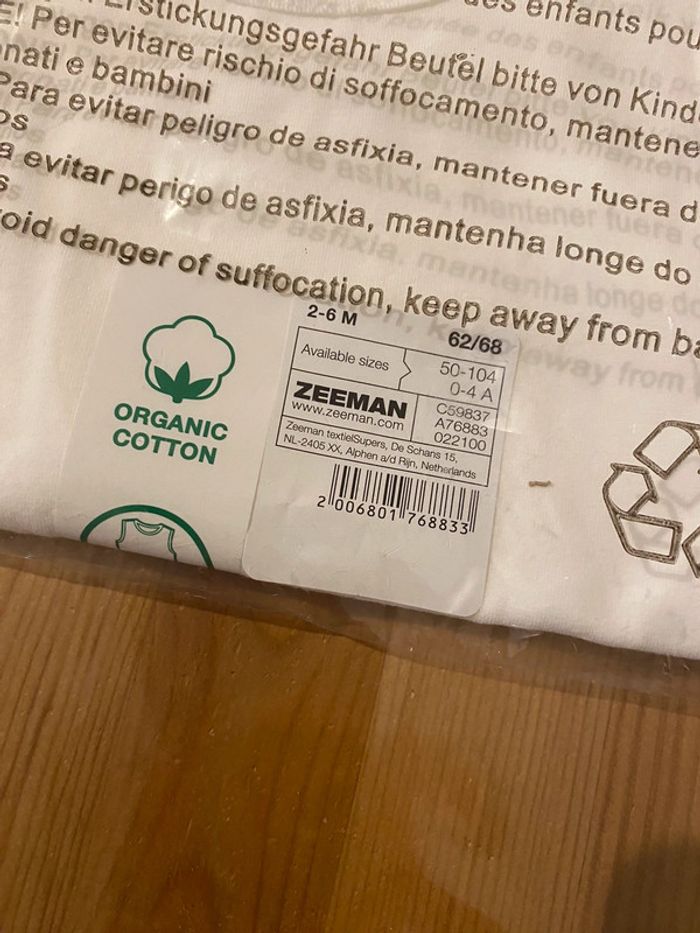 des enfants pou
Erstickungsgefahr Beutel bitte von Kind
E! Per evitare rischio di soffocamento, mantene
nati e bambini
Para evitar peligro de asfixia, mantener fuera d
os
a evitar perigo de asfixia, mantenha longe do
s
oid danger of suffocation, keep away from ba
2-6 M
62/68
Available sizes
50-104
0-4 A
ZEEMAN
www.zeeman.com
C59837
A76883
022100
Zeeman textielSupers, De Schans 15,
NL-2405 XX, Alphen a/d Rijn, Netherlands
2 006801 768833
ORGANIC
COTTON